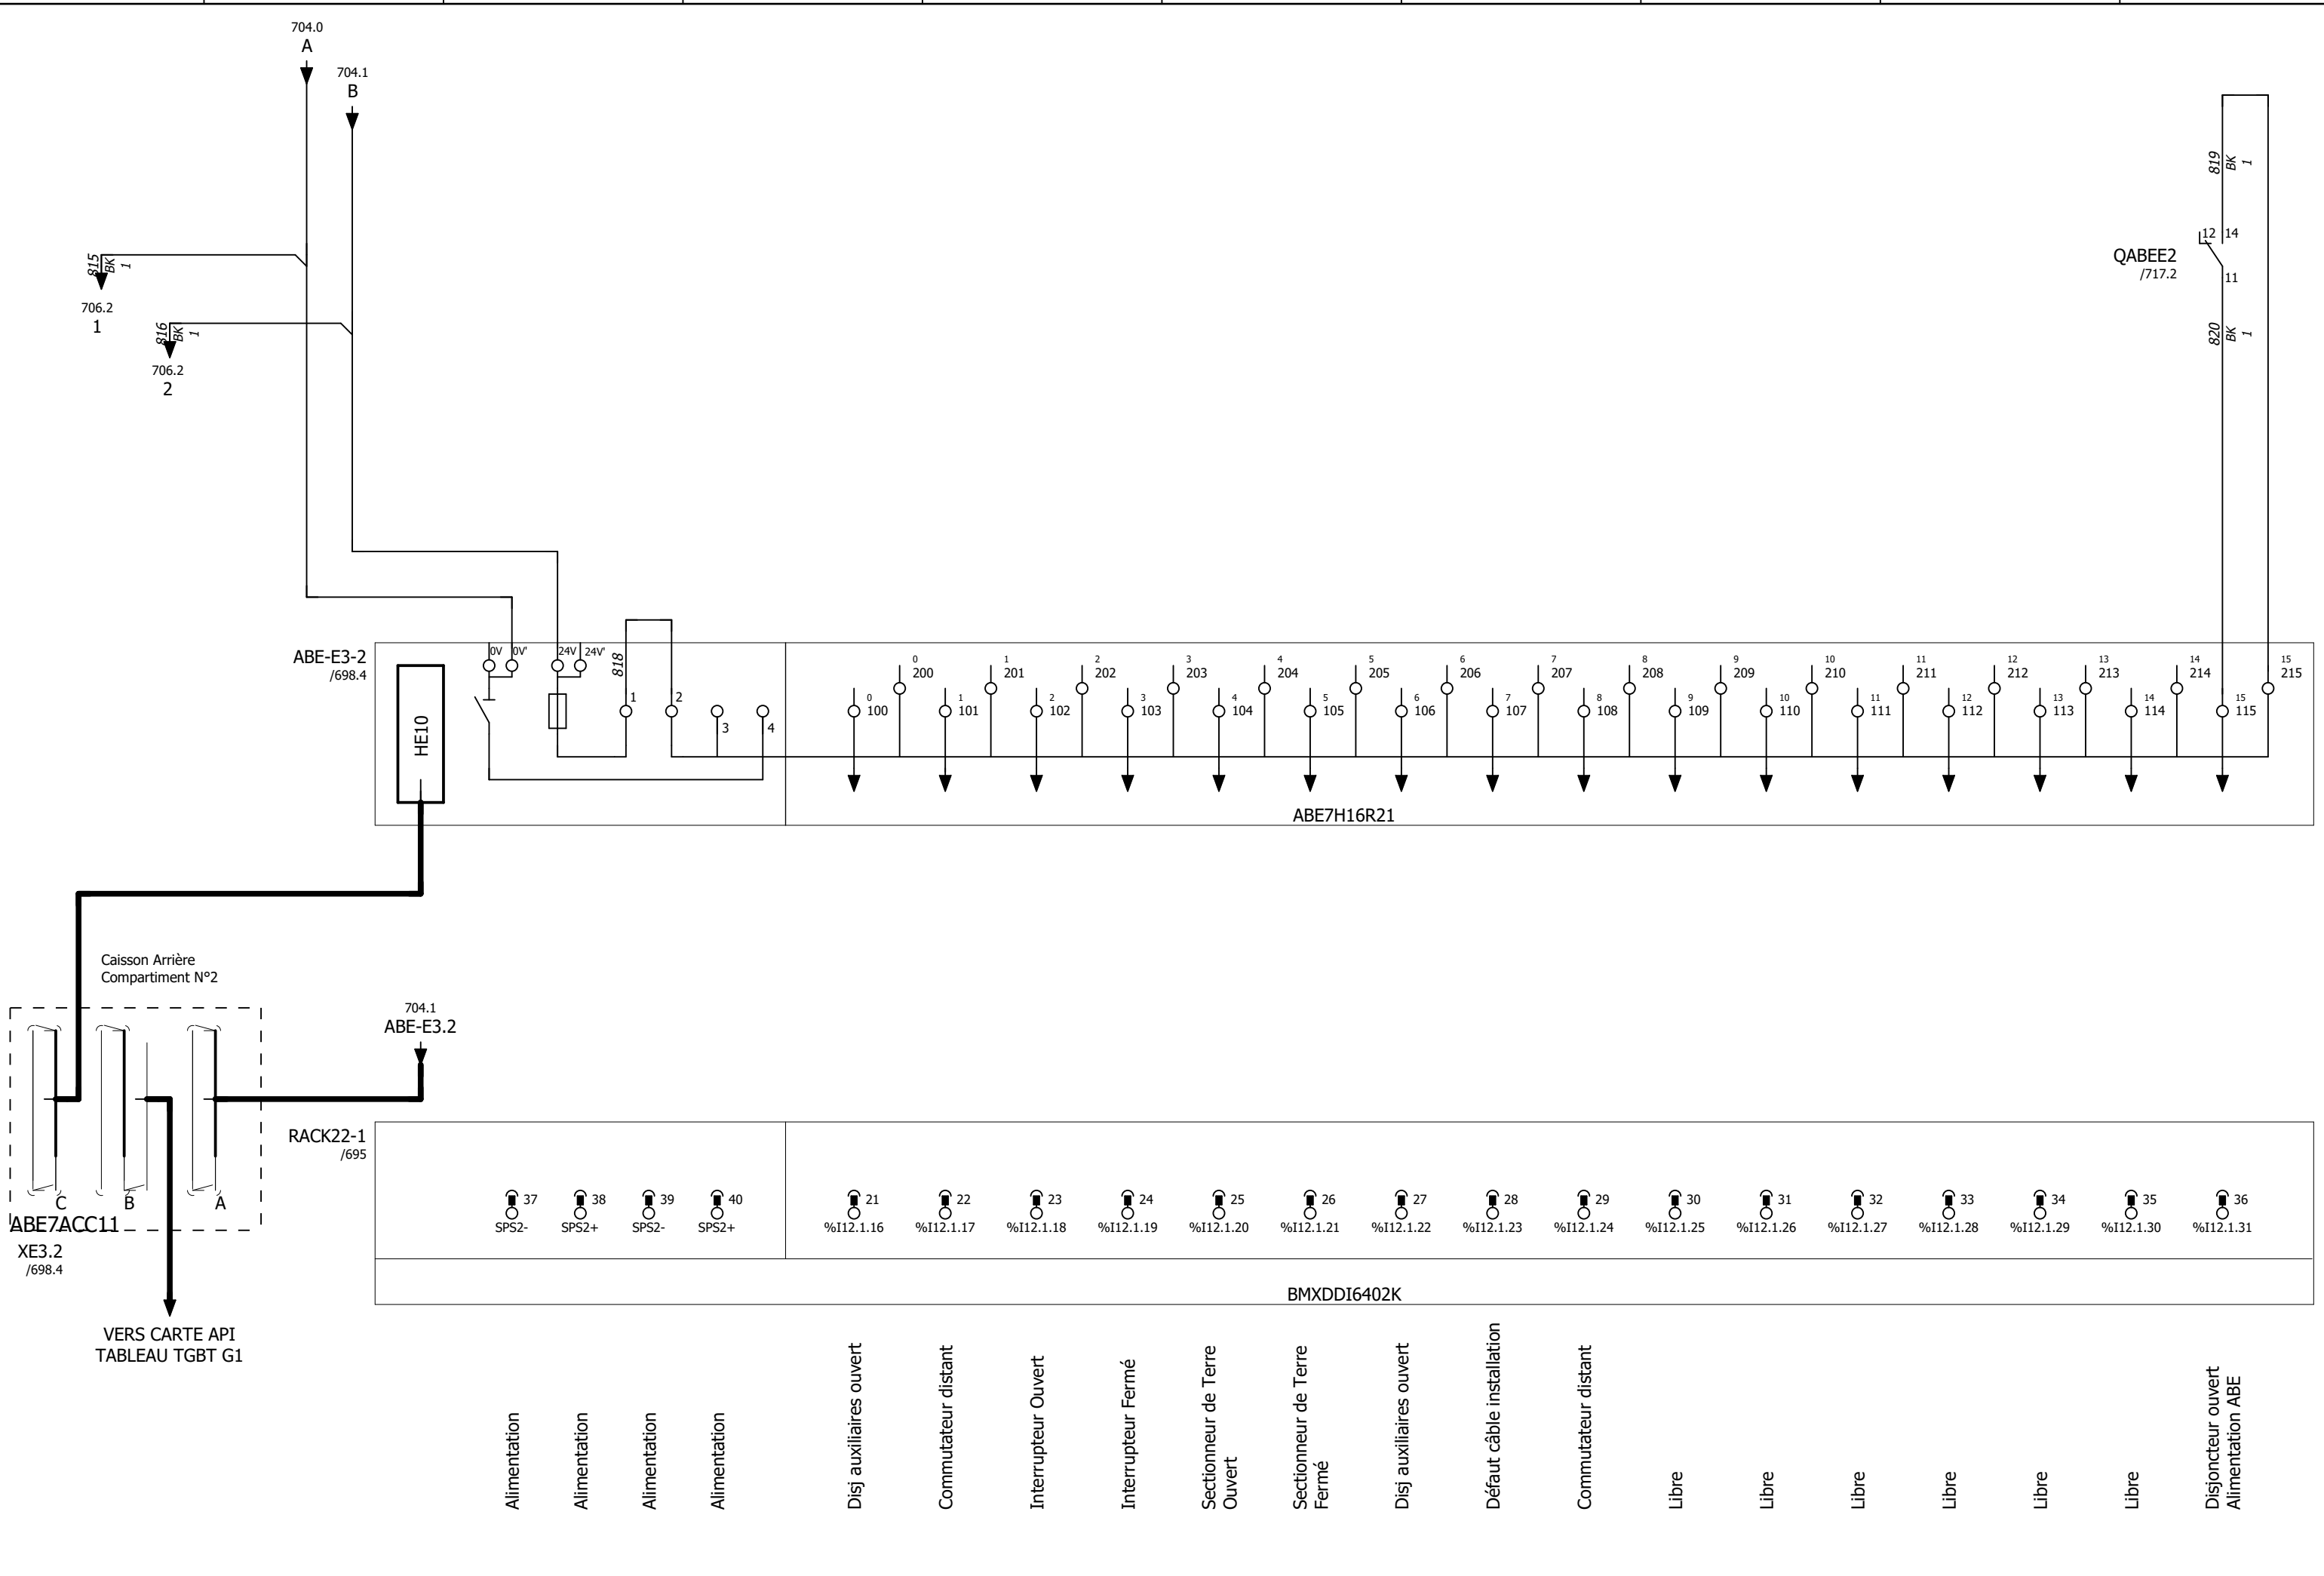 704.0
A
704.1
B
819
BK
1
815
BK
1
706.2
1
816
BK
1
706.2
2
QABEE2
/717.2
12
14
11
820
BK
1
ABE-E3-2
/698.4
HE10
0V
0V'
24V
24V'
818
1
2
3
4
0
200
1
201
2
202
3
203
4
204
5
205
6
206
7
207
8
208
9
209
10
210
11
211
12
212
13
213
14
214
15
215
0
100
1
101
2
102
3
103
4
104
5
105
6
106
7
107
8
108
9
109
10
110
11
111
12
112
13
113
14
114
15
115
ABE7H16R21
Caisson Arrière
Compartiment N°2
704.1
ABE-E3.2
C
B
A
ABE7ACC11
XE3.2
/698.4
VERS CARTE API
TABLEAU TGBT G1
RACK22-1
/695
37
38
39
40
21
22
23
24
25
26
27
28
29
30
31
32
33
34
35
36
SPS2-
SPS2+
SPS2-
SPS2+
%I12.1.16
%I12.1.17
%I12.1.18
%I12.1.19
%I12.1.20
%I12.1.21
%I12.1.22
%I12.1.23
%I12.1.24
%I12.1.25
%I12.1.26
%I12.1.27
%I12.1.28
%I12.1.29
%I12.1.30
%I12.1.31
BMXDDI6402K
Alimentation
Alimentation
Alimentation
Alimentation
Disj auxiliaires ouvert
Commutateur distant
Interrupteur Ouvert
Interrupteur Fermé
Sectionneur de Terre
Ouvert
Sectionneur de Terre
Fermé
Disj auxiliaires ouvert
Défaut câble installation
Commutateur distant
Libre
Libre
Libre
Libre
Libre
Libre
Disjoncteur ouvert
Alimentation ABE